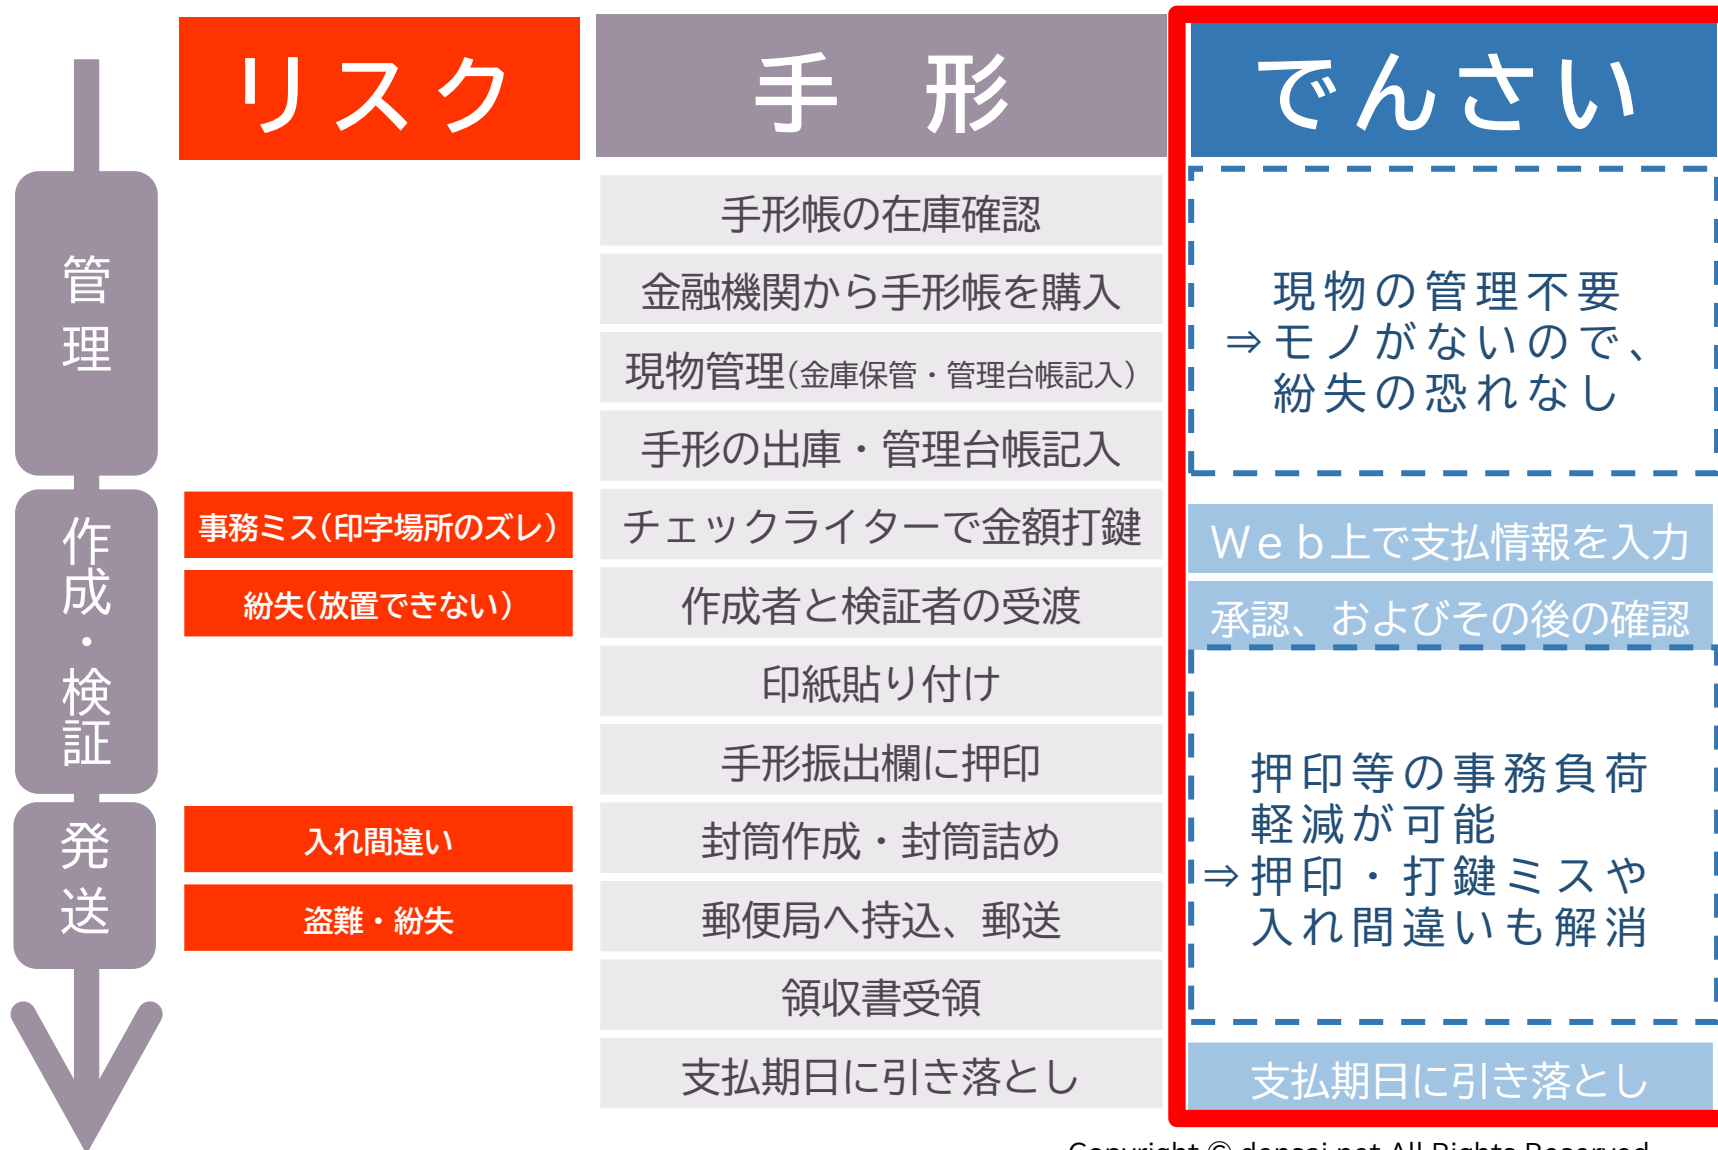 リスク
手 形
でんさい
管理
手形帳の在庫確認
金融機関から手形帳を購入
現物管理(金庫保管・管理台帳記入)
手形の出庫・管理台帳記入
現物の管理不要
⇒モノがないので、
紛失の恐れなし
作成・検証
事務ミス(印字場所のズレ)
チェックライターで金額打鍵
Ｗｅｂ上で支払情報を入力
紛失(放置できない)
作成者と検証者の受渡
承認、およびその後の確認
印紙貼り付け
手形振出欄に押印
押印等の事務負荷
軽減が可能
⇒押印・打鍵ミスや
入れ間違いも解消
発送
入れ間違い
封筒作成・封筒詰め
盗難・紛失
郵便局へ持込、郵送
領収書受領
支払期日に引き落とし
支払期日に引き落とし
Copyright © densai.net All Rights Reserved